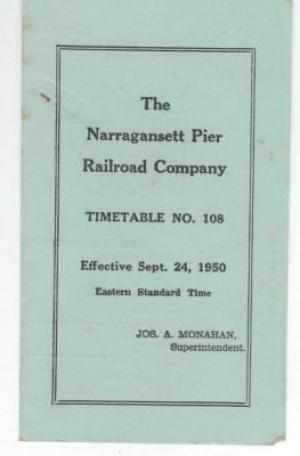 The
Narragansett Pier
Railroad Company
TIMETABLE NO. 108
Effective Sept. 24, 1950
Eastern Standard Time
JOS. A. MONAHAN,
Superintendent.